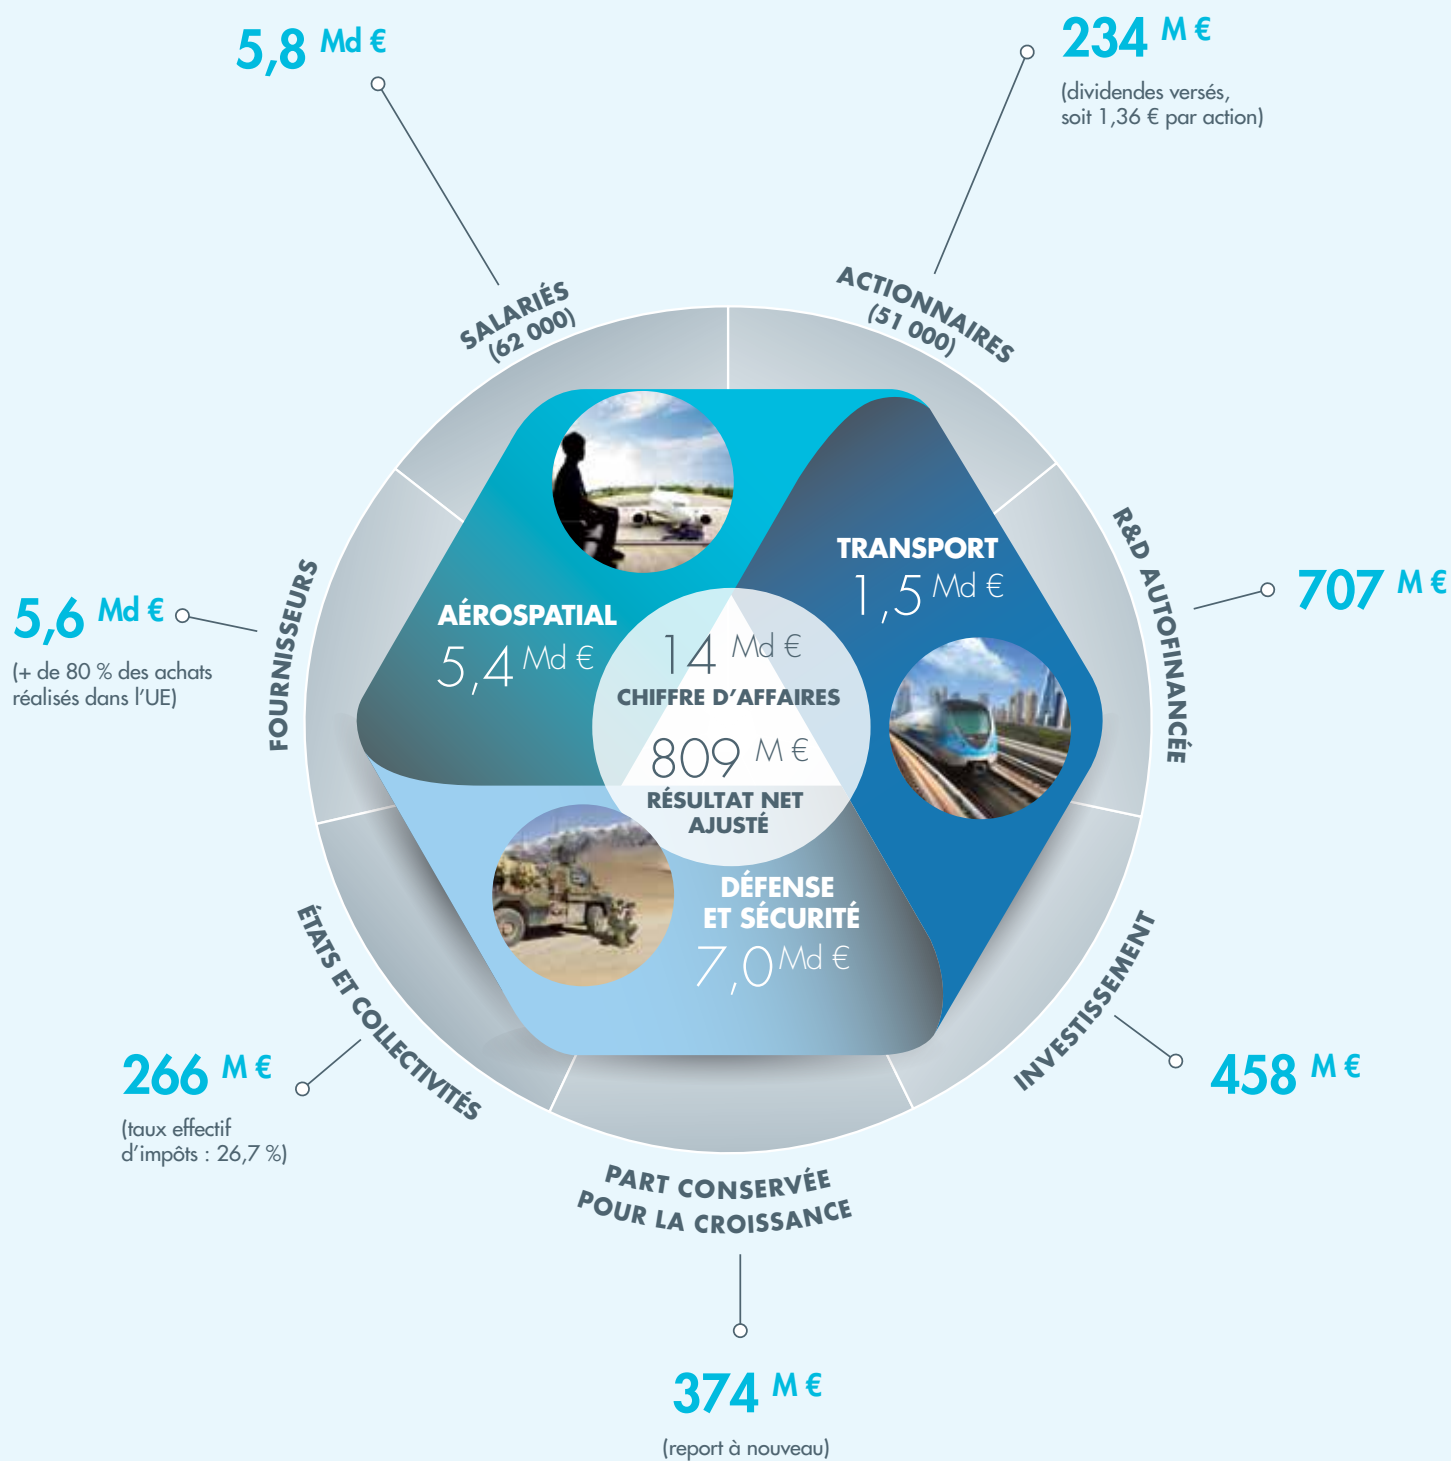 5,8 Md €
234 M €
(dividendes versés,
soit 1,36 € par action)
SALARIÉS
(62 000)
ACTIONNAIRES
(51 000)
R&D AUTOFINANCÉE
707 M €
FOURNISSEURS
5,6 Md €
(+ de 80 % des achats
réalisés dans l'UE)
TRANSPORT
1,5 Md €
AÉROSPATIAL
5,4 Md €
14 Md €
CHIFFRE D'AFFAIRES
809 M €
RÉSULTAT NET
AJUSTÉ
DÉFENSE
ET SÉCURITÉ
7,0 Md €
ÉTATS ET COLLECTIVITÉS
266 M €
(taux effectif
d'impôts : 26,7 %)
INVESTISSEMENT
458 M €
PART CONSERVÉE
POUR LA CROISSANCE
374 M €
(report à nouveau)